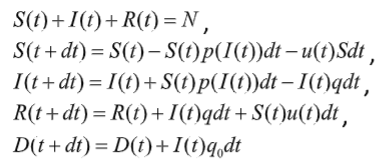 S(t)+I(t)+R(t)=N,
S(t+dt)=S(t)−S(t)p(I(t))dt−u(t)Sdt,
I(t+dt)=I(t)+S(t)p(I(t))dt−I(t)qdt,
R(t+dt)=R(t)+I(t)qdt+S(t)u(t)dt,
D(t+dt)=D(t)+I(t)q₀dt